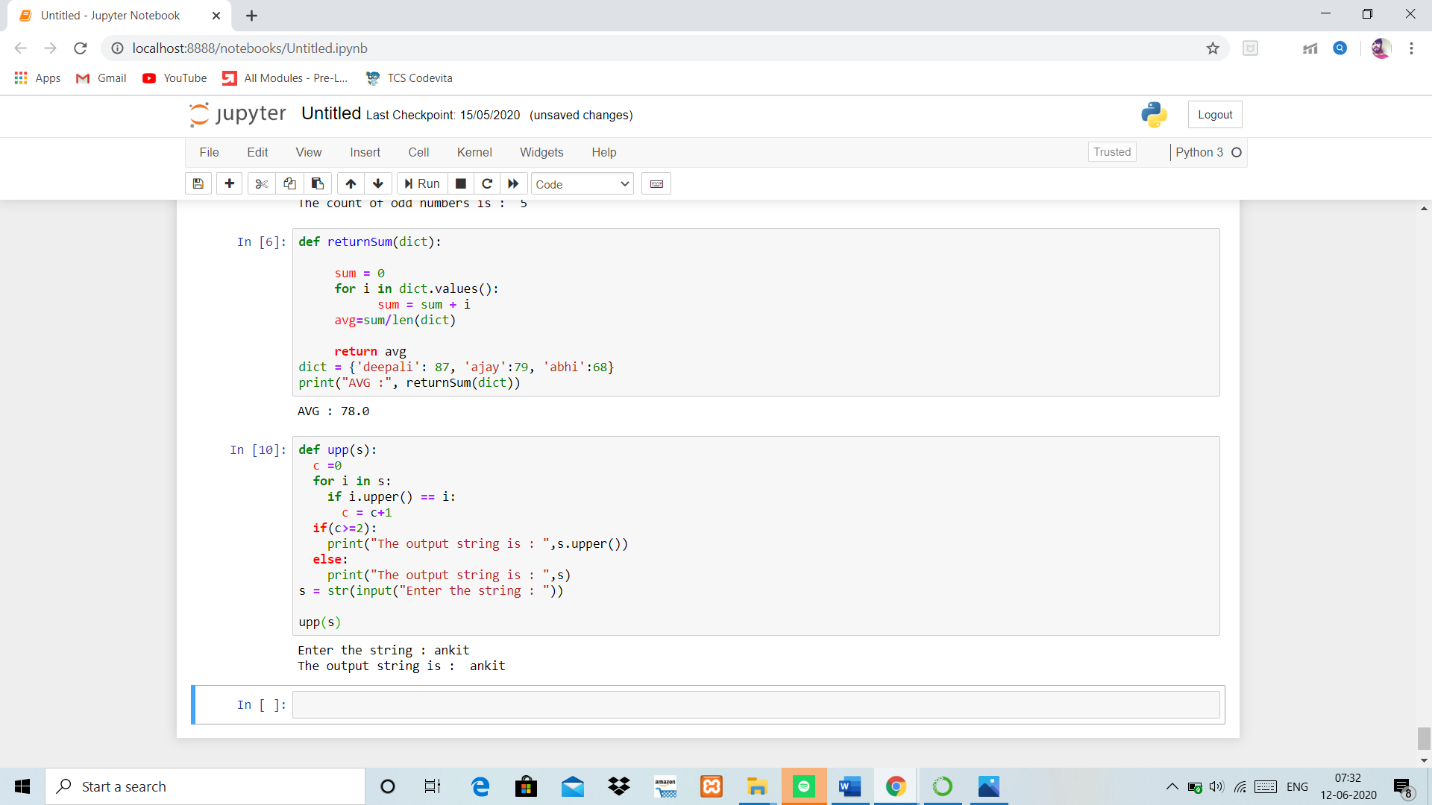 Untitled - Jupyter Notebook
localhost:8888/notebooks/Untitled.ipynb
Apps Gmail YouTube All Modules - Pre-L... TCS Codevita
jupyter Untitled Last Checkpoint: 15/05/2020 (unsaved changes) Logout
File Edit View Insert Cell Kernel Widgets Help Trusted Python 3
Run Code
The count of odd numbers is :  5
In [6]: def returnSum(dict):
sum = 0
for i in dict.values():
sum = sum + i
avg=sum/len(dict)
return avg
dict = {'deepali': 87, 'ajay':79, 'abhi':68}
print("AVG :", returnSum(dict))
AVG : 78.0
In [10]: def upp(s):
c =0
for i in s:
if i.upper() == i:
c = c+1
if(c>=2):
print("The output string is : ",s.upper())
else:
print("The output string is : ",s)
s = str(input("Enter the string : "))
upp(s)
Enter the string : ankit
The output string is :  ankit
In [ ]:
Start a search amazon ENG 07:32
12-06-2020 8